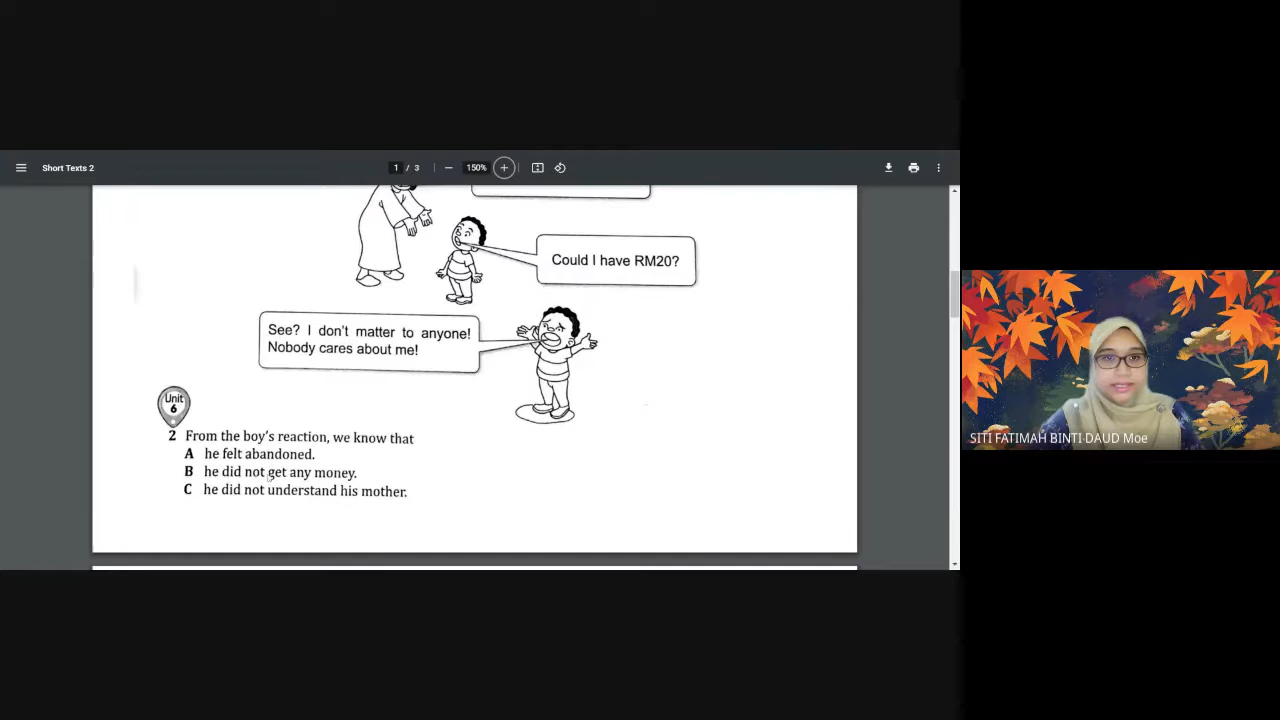 Short Texts 2
1 / 3
150%
Could I have RM20?
See? I don't matter to anyone!
Nobody cares about me!
Unit
6
2 From the boy's reaction, we know that
A he felt abandoned.
B he did not get any money.
C he did not understand his mother.
SITI FATIMAH BINTI DAUD Moe